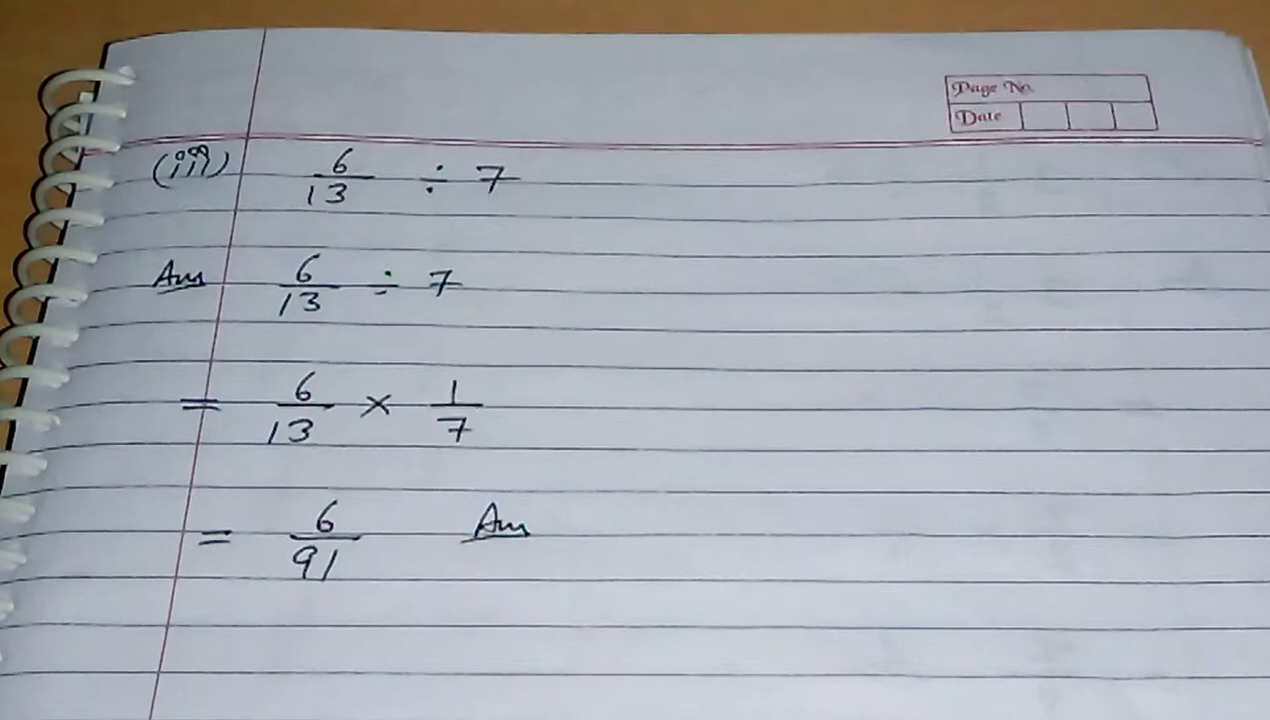 Page No.
Date
(iii) 6/13 ÷ 7
Ans 6/13 ÷ 7
= 6/13 × 1/7
= 6/91 Ans